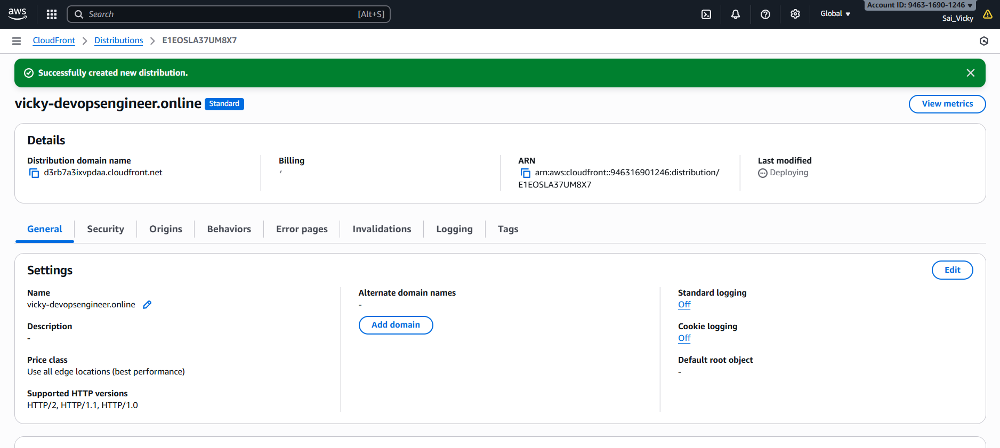 aws
Search [Alt+S]
Global
Account ID: 9463-1690-1246
Sai_Vicky
CloudFront
Distributions
E1EOSLA37UM8X7
Successfully created new distribution.
vicky-devopsengineer.online
Standard
View metrics
Details
Distribution domain name
d3rb7a3ixvpdaa.cloudfront.net
Billing
ARN
arn:aws:cloudfront::946316901246:distribution/
E1EOSLA37UM8X7
Last modified
Deploying
General
Security
Origins
Behaviors
Error pages
Invalidations
Logging
Tags
Settings
Edit
Name
vicky-devopsengineer.online
Description
-
Price class
Use all edge locations (best performance)
Supported HTTP versions
HTTP/2, HTTP/1.1, HTTP/1.0
Alternate domain names
-
Add domain
Standard logging
Off
Cookie logging
Off
Default root object
-